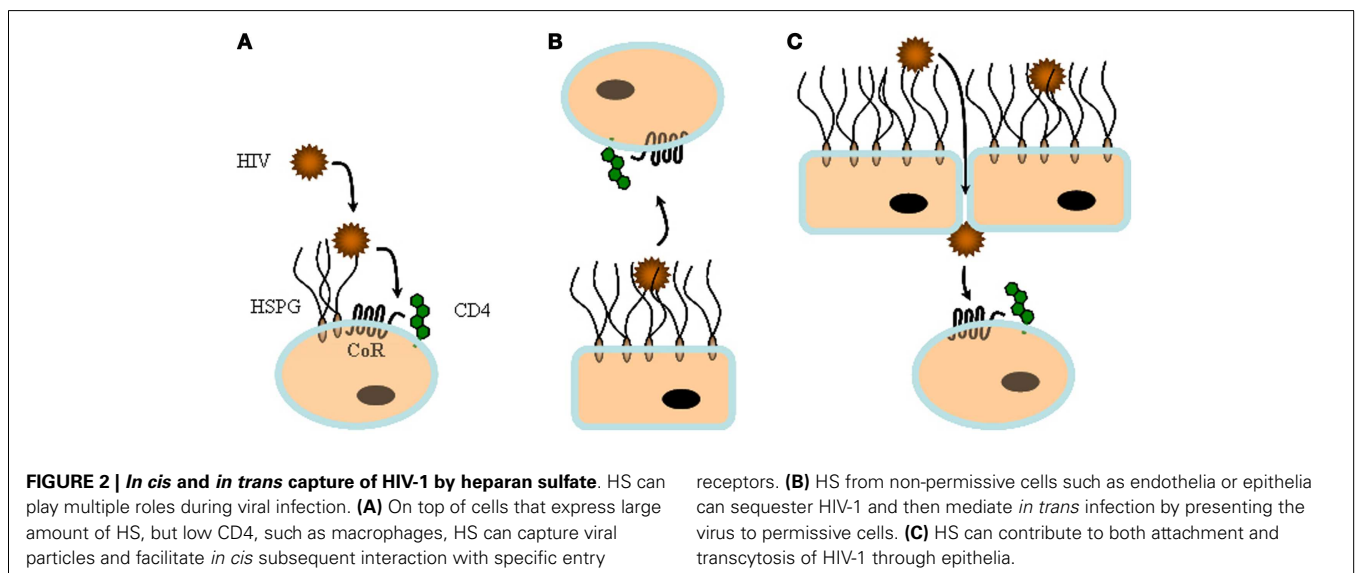 A
B
C
HIV
HSPG
CD4
CoR
FIGURE 2 | In cis and in trans capture of HIV-1 by heparan sulfate. HS can
play multiple roles during viral infection. (A) On top of cells that express large
amount of HS, but low CD4, such as macrophages, HS can capture viral
particles and facilitate in cis subsequent interaction with specific entry
receptors. (B) HS from non-permissive cells such as endothelia or epithelia
can sequester HIV-1 and then mediate in trans infection by presenting the
virus to permissive cells. (C) HS can contribute to both attachment and
transcytosis of HIV-1 through epithelia.